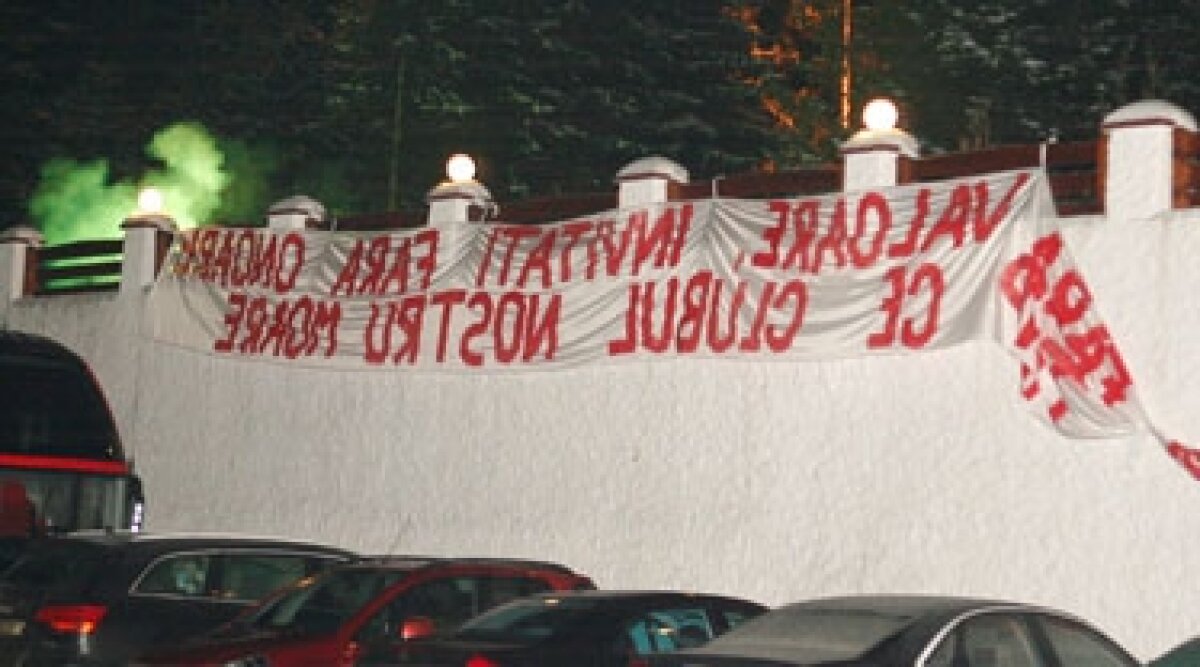 VALOARE, INVITATI FARA ONOARE
CE CLUBUL NOSTRU MOARE